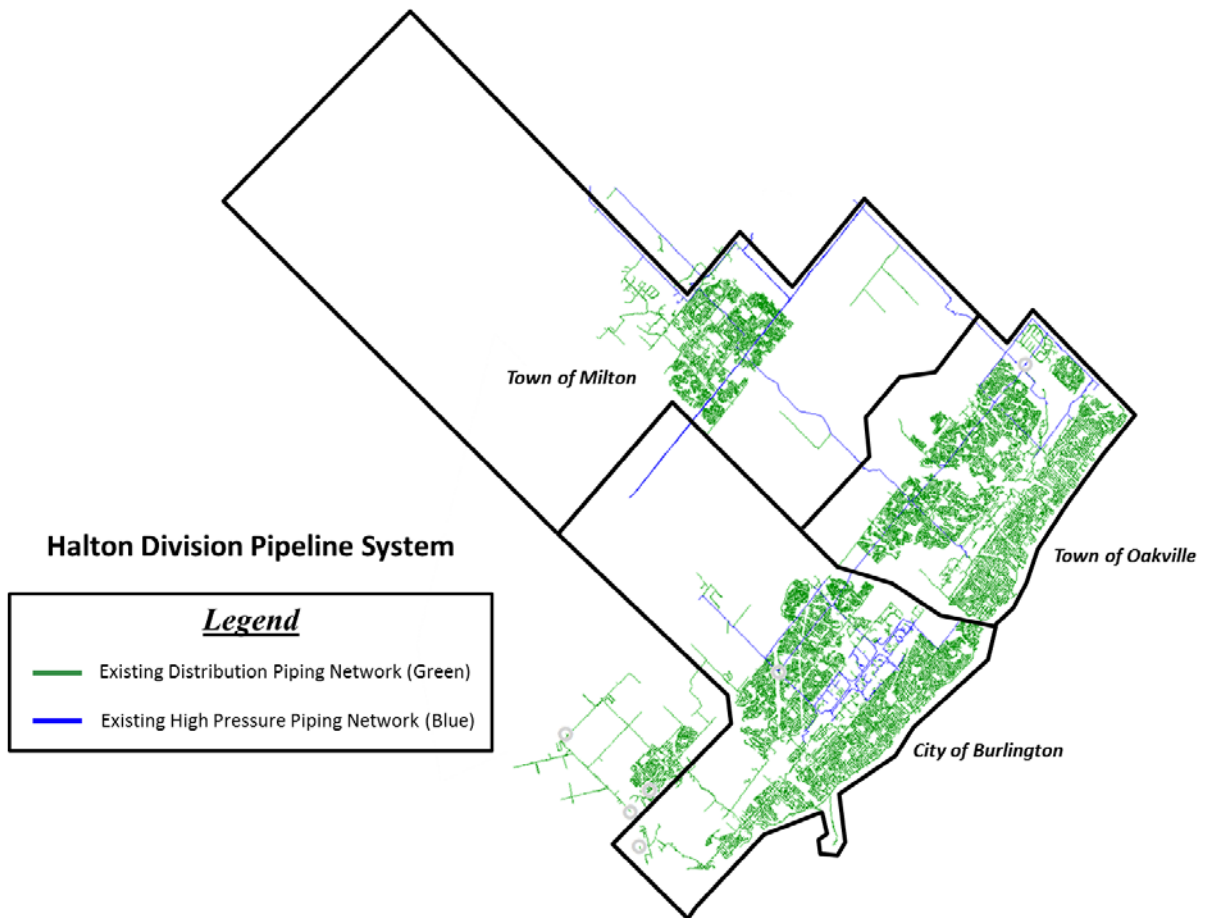 Town of Milton
Halton Division Pipeline System
Legend
Existing Distribution Piping Network (Green)
Existing High Pressure Piping Network (Blue)
Town of Oakville
City of Burlington